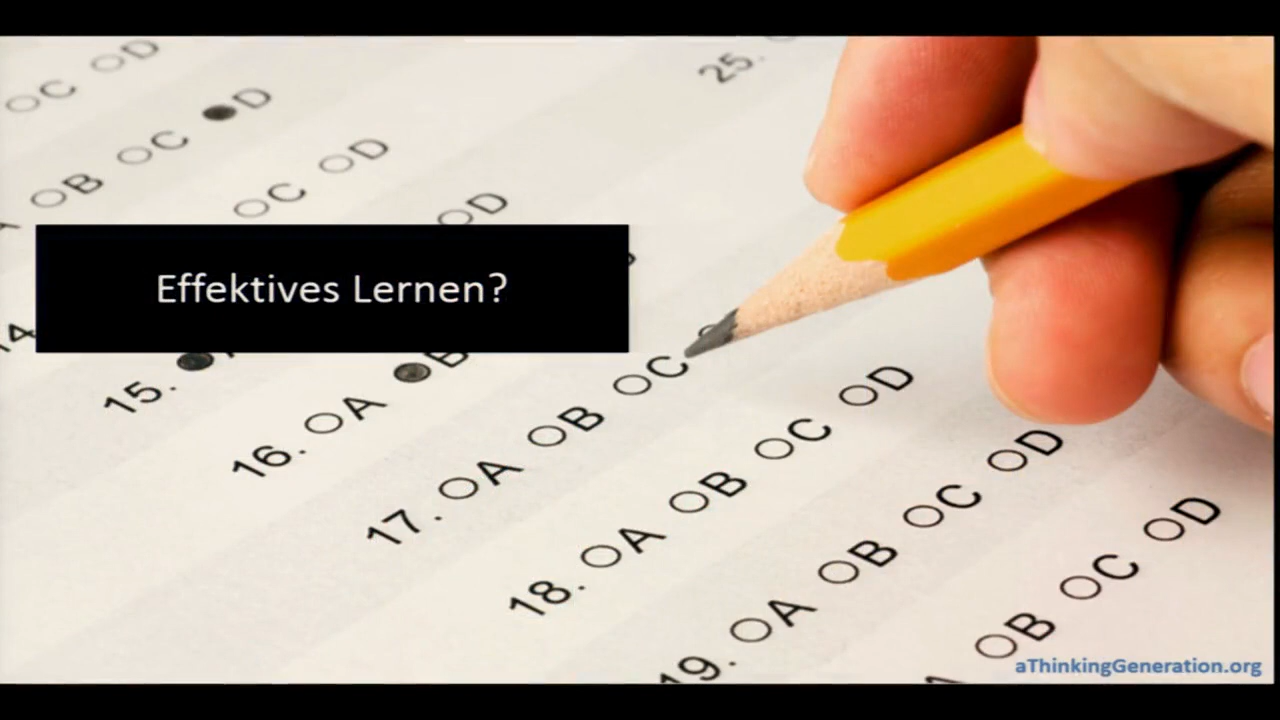 OC OD
OB OC ●D
25.
OC OD
OD
Effektives Lernen?
14
15. ●
16. OA ●B
17. OA OB OC
18. OA OB OC OD
19. OA OB OC OD
OB OC OD
aThinkingGeneration.org